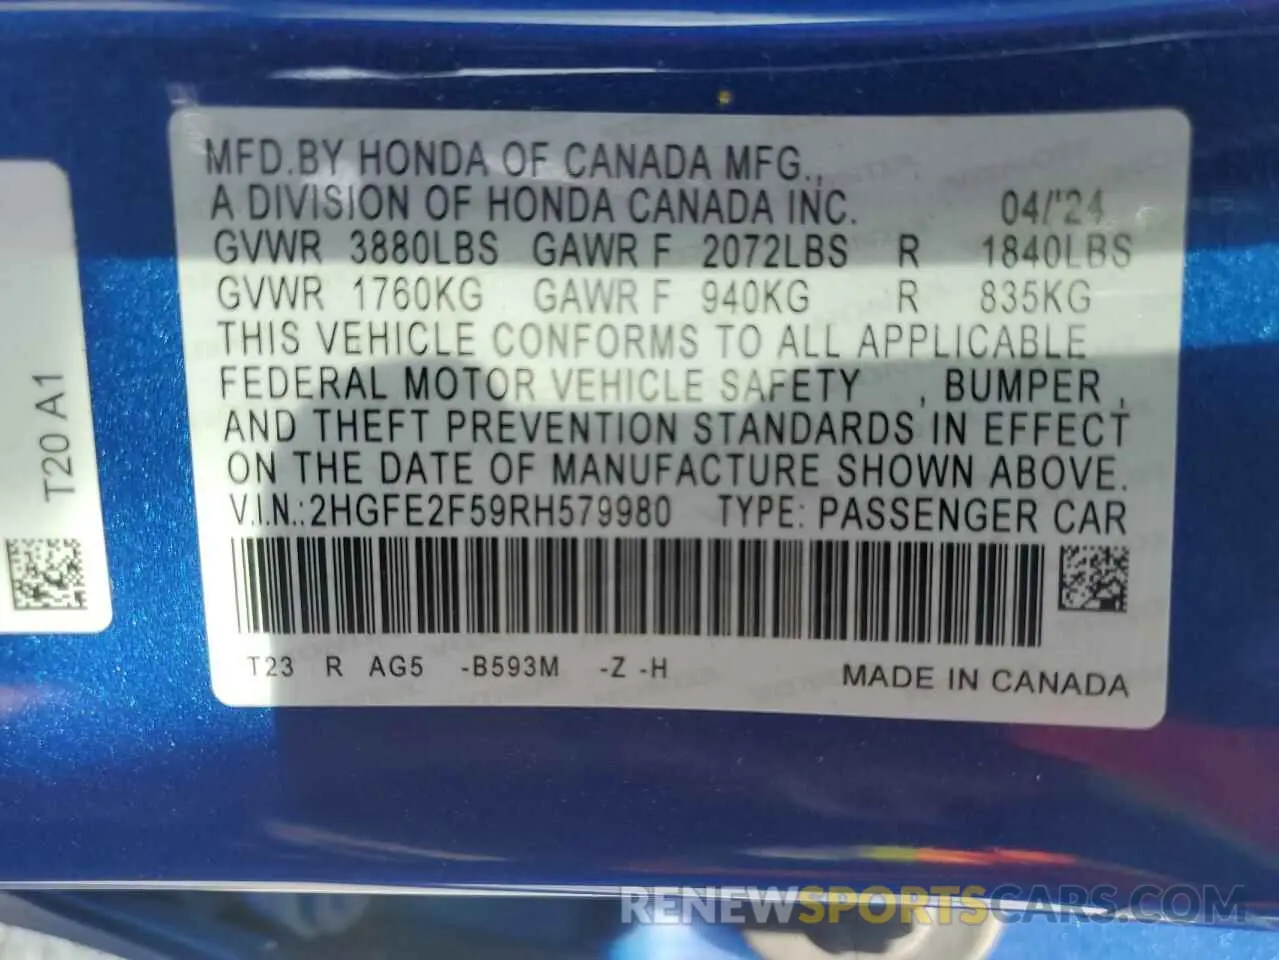 MFD.BY HONDA OF CANADA MFG.,
A DIVISION OF HONDA CANADA INC. 04/'24
GVWR 3880LBS GAWR F 2072LBS R 1840LBS
GVWR 1760KG GAWR F 940KG R 835KG
THIS VEHICLE CONFORMS TO ALL APPLICABLE
FEDERAL MOTOR VEHICLE SAFETY , BUMPER ,
AND THEFT PREVENTION STANDARDS IN EFFECT
ON THE DATE OF MANUFACTURE SHOWN ABOVE.
V.I.N.:2HGFE2F59RH579980 TYPE: PASSENGER CAR
T23 R AG5 -B593M -Z -H MADE IN CANADA
T20 A1
RENEWSPORTSCARS.COM